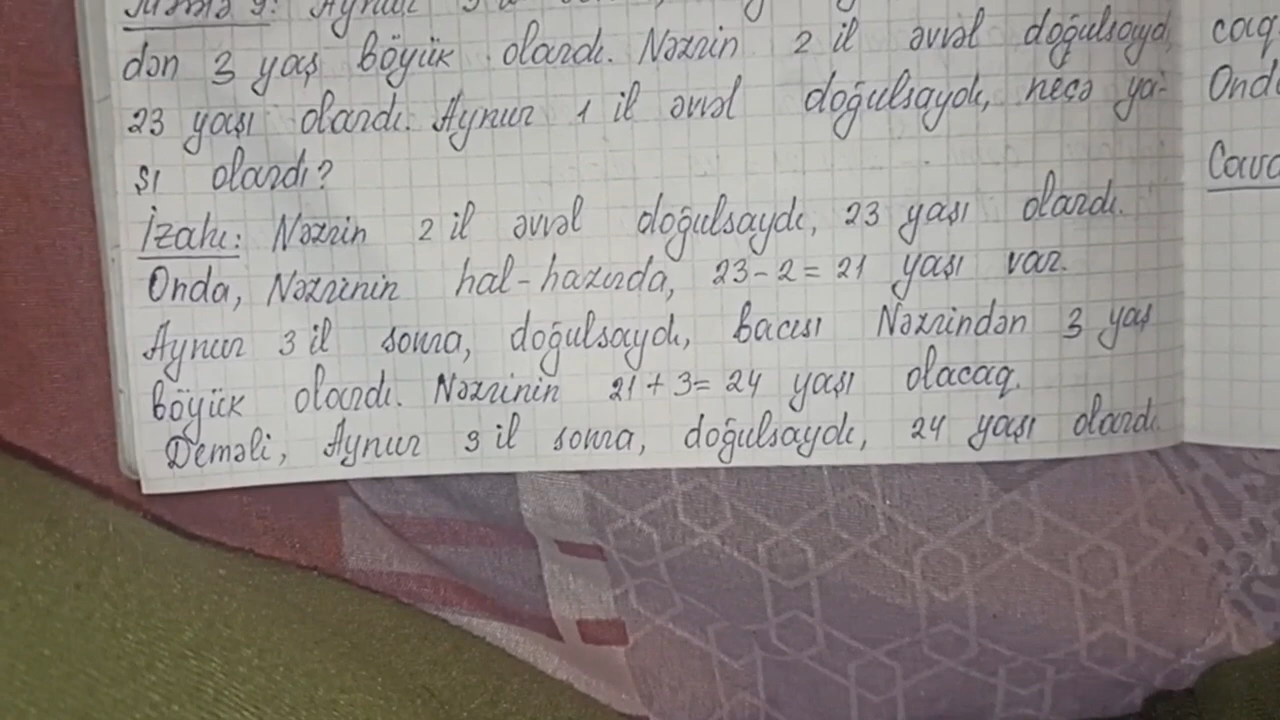 dən 3 yaş böyük olardı. Nəzrin 2 il əvvəl doğulsayd
23 yaşı olardı. Aynur 1 il əvvəl doğulsaydı, neçə ya-
şı olardı?
İzahı: Nəzrin 2 il əvvəl doğulsaydı, 23 yaşı olardı.
Onda, Nəzrinin hal-hazırda, 23-2=21 yaşı var.
Aynur 3 il sonra, doğulsaydı, bacısı Nəzrindən 3 yaş
böyük olardı. Nəzrinin 21+3=24 yaşı olacaq.
Deməli, Aynur 3 il sonra, doğulsaydı, 24 yaşı olardı.
caq
Ond
Cava